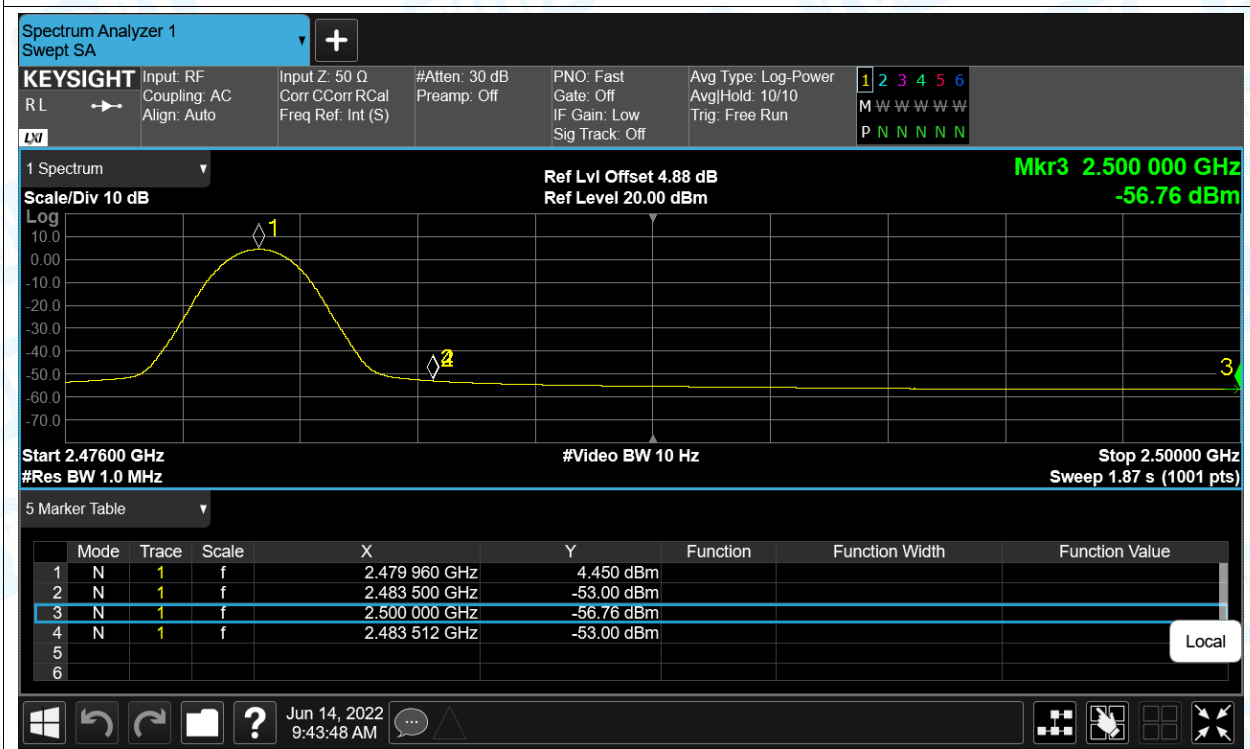 Spectrum Analyzer 1
Swept SA
▼
+
KEYSIGHT
R L
LXI
Input: RF
Coupling: AC
Align: Auto
Input Z: 50 Ω
Corr CCorr RCal
Freq Ref: Int (S)
#Atten: 30 dB
Preamp: Off
PNO: Fast
Gate: Off
IF Gain: Low
Sig Track: Off
Avg Type: Log-Power
Avg|Hold: 10/10
Trig: Free Run
1 2 3 4 5 6
M W W W W W
P N N N N N
1 Spectrum ▼
Scale/Div 10 dB
Ref Lvl Offset 4.88 dB
Ref Level 20.00 dBm
Mkr3 2.500 000 GHz
-56.76 dBm
Log
10.0
0.00
-10.0
-20.0
-30.0
-40.0
-50.0
-60.0
-70.0
1
3
Start 2.47600 GHz
#Res BW 1.0 MHz
#Video BW 10 Hz
Stop 2.50000 GHz
Sweep 1.87 s (1001 pts)
5 Marker Table ▼
Mode Trace Scale X Y Function Function Width Function Value
1 N 1 f 2.479 960 GHz 4.450 dBm
2 N 1 f 2.483 500 GHz -53.00 dBm
3 N 1 f 2.500 000 GHz -56.76 dBm
4 N 1 f 2.483 512 GHz -53.00 dBm
5
6
Local
?
Jun 14, 2022
9:43:48 AM